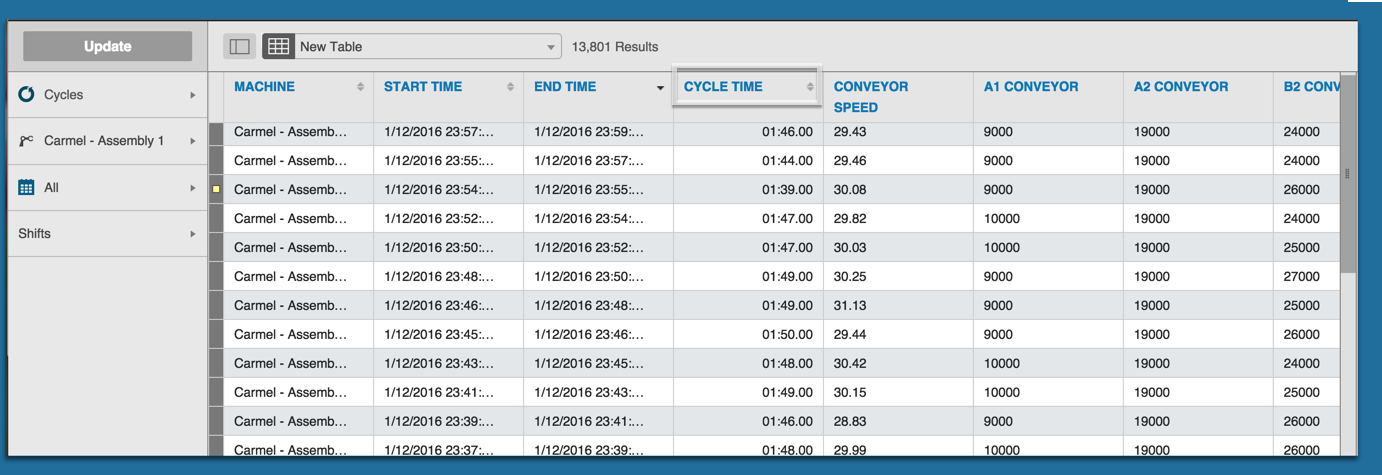 Update
New Table
13,801 Results
Cycles
Carmel - Assembly 1
All
Shifts
MACHINE START TIME END TIME CYCLE TIME CONVEYOR SPEED A1 CONVEYOR A2 CONVEYOR B2 CONV
Carmel - Assemb... 1/12/2016 23:57:... 1/12/2016 23:59:... 01:46.00 29.43 9000 19000 24000
Carmel - Assemb... 1/12/2016 23:55:... 1/12/2016 23:57:... 01:44.00 29.46 9000 19000 24000
Carmel - Assemb... 1/12/2016 23:54:... 1/12/2016 23:55:... 01:39.00 30.08 9000 19000 26000
Carmel - Assemb... 1/12/2016 23:52:... 1/12/2016 23:54:... 01:47.00 29.82 10000 19000 24000
Carmel - Assemb... 1/12/2016 23:50:... 1/12/2016 23:52:... 01:47.00 30.03 10000 19000 25000
Carmel - Assemb... 1/12/2016 23:48:... 1/12/2016 23:50:... 01:49.00 30.25 9000 19000 27000
Carmel - Assemb... 1/12/2016 23:46:... 1/12/2016 23:48:... 01:49.00 31.13 9000 19000 25000
Carmel - Assemb... 1/12/2016 23:45:... 1/12/2016 23:46:... 01:50.00 29.44 9000 19000 26000
Carmel - Assemb... 1/12/2016 23:43:... 1/12/2016 23:45:... 01:48.00 30.42 10000 19000 24000
Carmel - Assemb... 1/12/2016 23:41:... 1/12/2016 23:43:... 01:49.00 30.15 10000 19000 25000
Carmel - Assemb... 1/12/2016 23:39:... 1/12/2016 23:41:... 01:46.00 28.83 9000 19000 26000
Carmel - Assemb... 1/12/2016 23:37:... 1/12/2016 23:39:... 01:48.00 29.99 10000 19000 26000